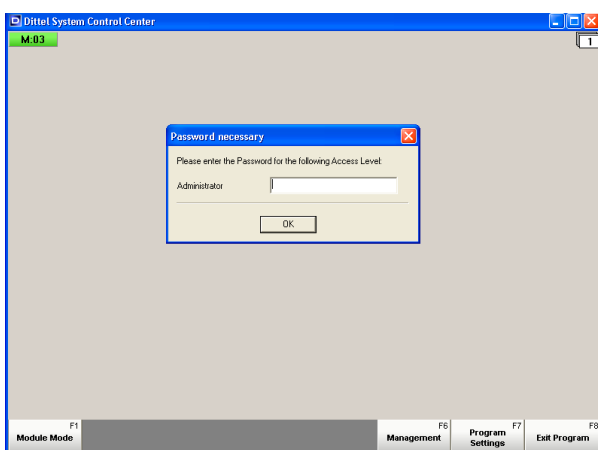 Dittel System Control Center
M:03
1
Password necessary
Please enter the Password for the following Access Level:
Administrator
OK
F1
Module Mode
F6
Management
F7
Program
Settings
F8
Exit Program